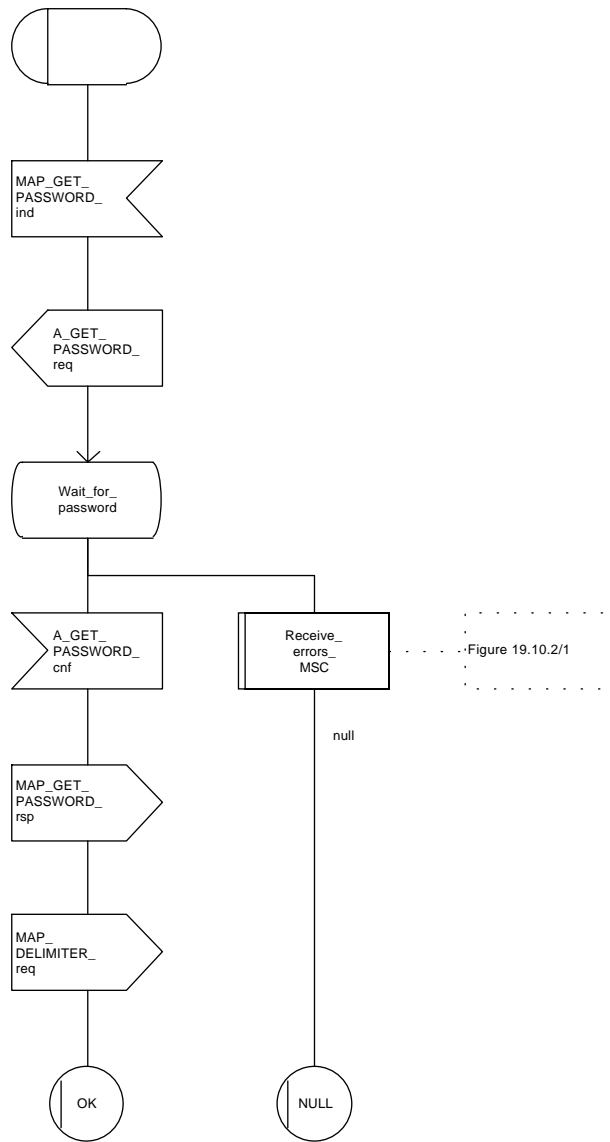 MAP_GET_
PASSWORD_
ind
A_GET_
PASSWORD_
req
Wait_for_
password
A_GET_
PASSWORD_
cnf
Receive_
errors_
MSC
Figure 19.10.2/1
null
MAP_GET_
PASSWORD_
rsp
MAP_
DELIMITER_
req
OK
NULL